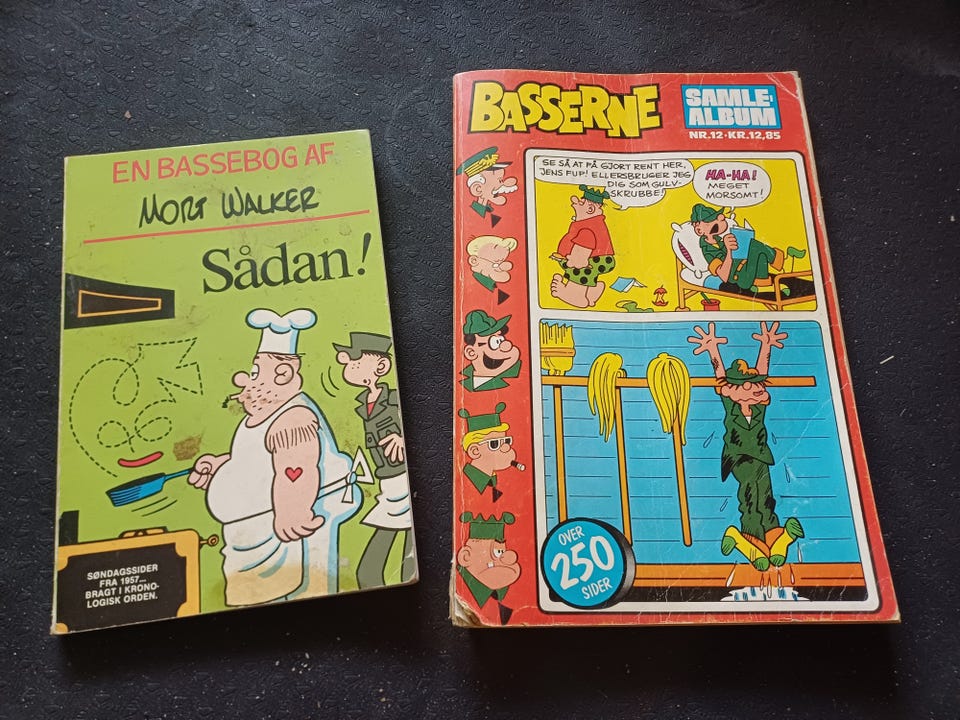 EN BASSEBOG AF
MORT WALKER
Sådan!
SØNDAGSSIDER
FRA 1957...
BRAGT I KRONO-
LOGISK ORDEN.
BASSERNE
SAMLE-
ALBUM
NR.12·KR.12,85
SE SÅ AT FÅ GJORT RENT HER,
JENS FUP! ELLERSBRUGER JEG
DIG SOM GULV-
SKRUBBE!
HA-HA!
MEGET
MORSOMT!
OVER
250
SIDER